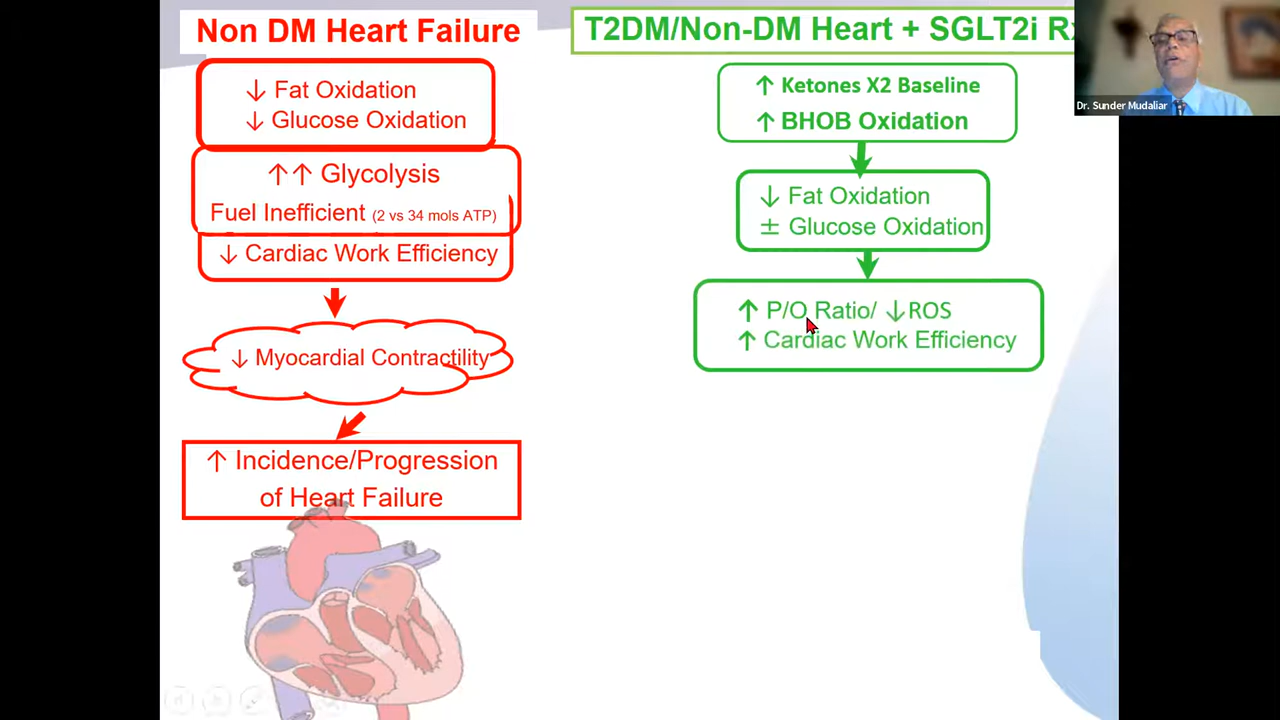 Non DM Heart Failure
↓ Fat Oxidation
↓ Glucose Oxidation
↑↑ Glycolysis
Fuel Inefficient (2 vs 34 mols ATP)
↓ Cardiac Work Efficiency
↓ Myocardial Contractility
↑ Incidence/Progression
of Heart Failure
T2DM/Non-DM Heart + SGLT2i Rx
↑ Ketones X2 Baseline
↑ BHOB Oxidation
↓ Fat Oxidation
± Glucose Oxidation
↑ P/O Ratio/ ↓ROS
↑ Cardiac Work Efficiency
Dr. Sunder Mudaliar